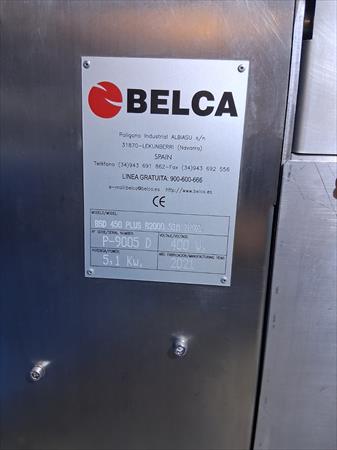 BELCA
Polígono Industrial ALBIASU s/n
31870-LEKUNBERRI (Navarra)
SPAIN
Teléfono (34)943 691 862-Fax (34)943 692 556
LINEA GRATUITA: 900-600-666
e-mail:belca@belca.es http://www.belca.es
CE
MODELO/MODEL:
BSD 450 PLUS R2000
Nº SERIE/SERIAL NUMBER: VOLTAJE/VOLTAGE:
P-9005 D 400 V.
POTENCIA/POWER: AÑO FABRICACION/MANUFACTURING YEAR:
5,1 Kw. 2021